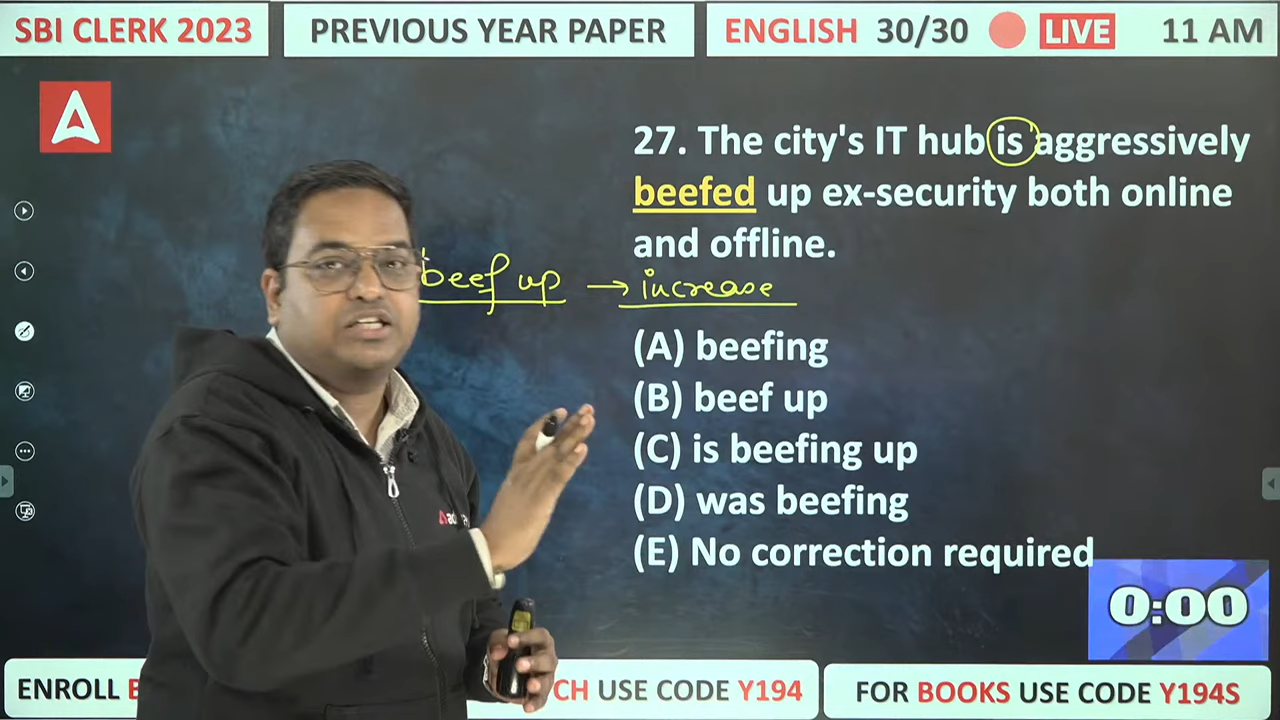 SBI CLERK 2023
PREVIOUS YEAR PAPER
ENGLISH 30/30 LIVE 11 AM
27. The city's IT hub is aggressively
beefed up ex-security both online
and offline.
beef up → increase
(A) beefing
(B) beef up
(C) is beefing up
(D) was beefing
(E) No correction required
0:00
ENROLL
USE CODE Y194
FOR BOOKS USE CODE Y194S